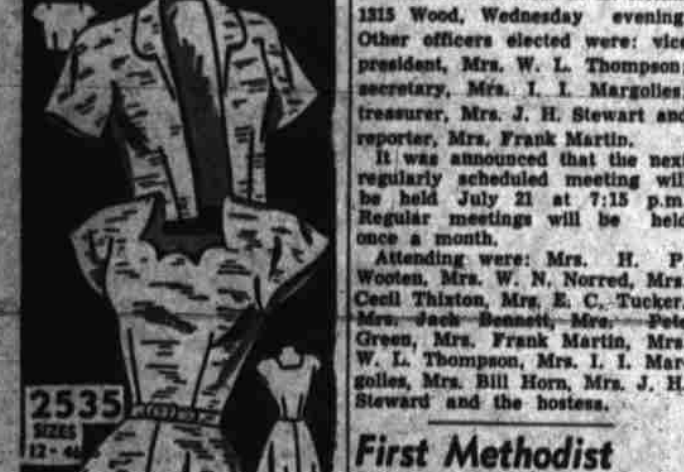 2535
SIZES
12 - 46
1315 Wood, Wednesday evening.
Other officers elected were: vice
president, Mrs. W. L. Thompson;
secretary, Mrs. I. I. Margolies;
treasurer, Mrs. J. H. Stewart and
reporter, Mrs. Frank Martin.
It was announced that the next
regularly scheduled meeting will
be held July 21 at 7:15 p.m.
Regular meetings will be held
once a month.
Attending were: Mrs. H. P.
Wooten, Mrs. W. N. Norred, Mrs.
Cecil Thixton, Mrs. E. C. Tucker,
Mrs. Jack Bennett, Mrs. Pete
Green, Mrs. Frank Martin, Mrs.
W. L. Thompson, Mrs. I. I. Mar-
golies, Mrs. Bill Horn, Mrs. J. H.
Steward and the hostess.
First Methodist